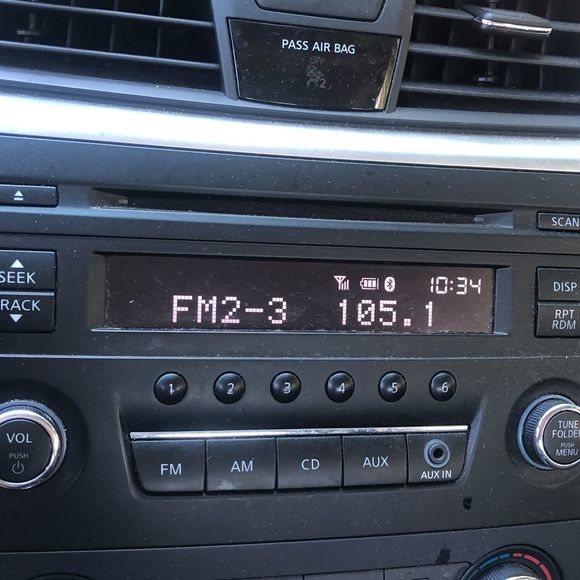 PASS AIR BAG
OFF
2
SCAN
SEEK
TRACK
10:34
FM2-3 105.1
DISP
RPT
RDM
1 2 3 4 5 6
VOL
PUSH
FM AM CD AUX
AUX IN
TUNE
FOLDER
PUSH
MENU